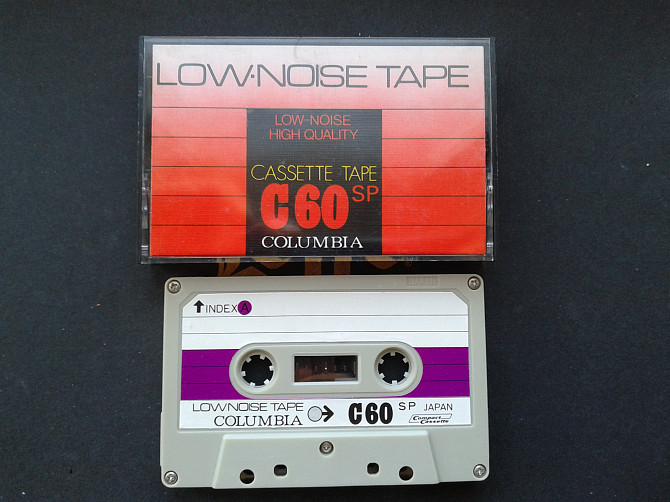 LOW-NOISE TAPE
LOW-NOISE
HIGH QUALITY
CASSETTE TAPE
C60 SP
COLUMBIA
INDEX A
LOW-NOISE TAPE
COLUMBIA
C60 SP JAPAN
Compact Cassette